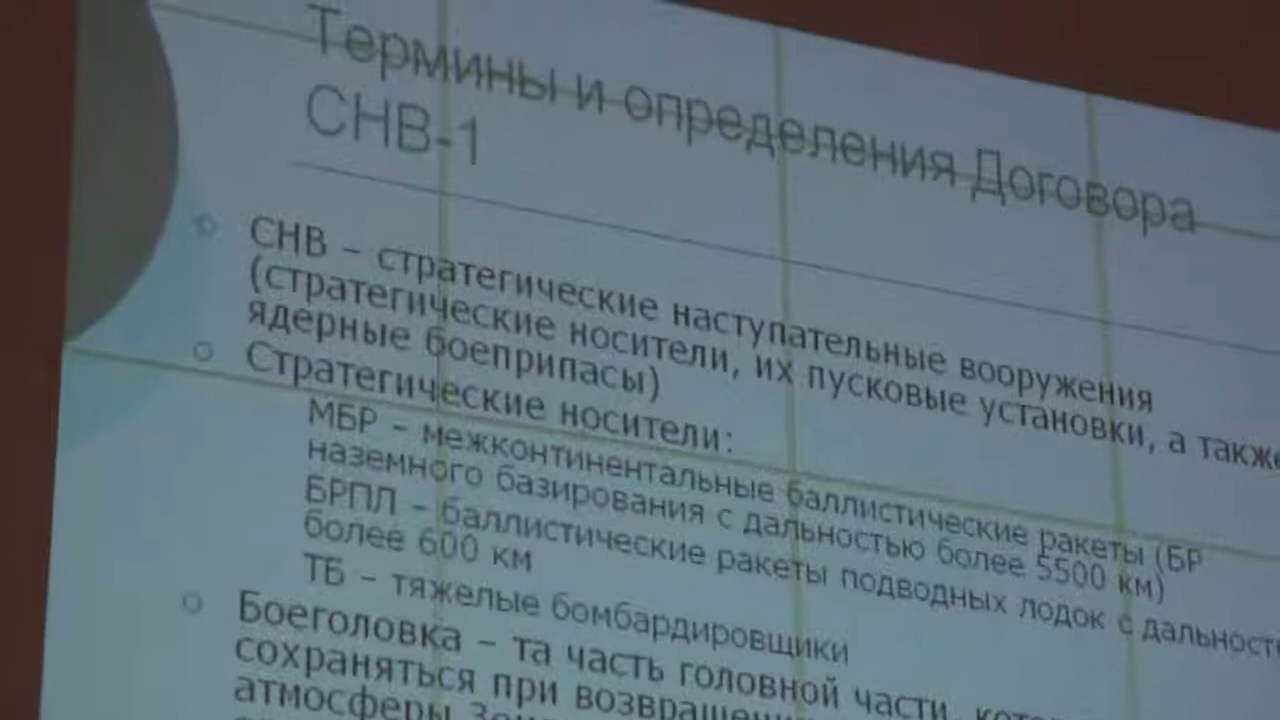 Термины и определения Договора
СНВ-1
СНВ – стратегические наступательные вооружения
(стратегические носители, их пусковые установки, а также
ядерные боеприпасы)
Стратегические носители:
МБР – межконтинентальные баллистические ракеты (БР
наземного базирования с дальностью более 5500 км)
БРПЛ – баллистические ракеты подводных лодок с
более 600 км
ТБ – тяжелые бомбардировщики
Боеголовка – та часть головной части,
сохраняться при
атмосферы